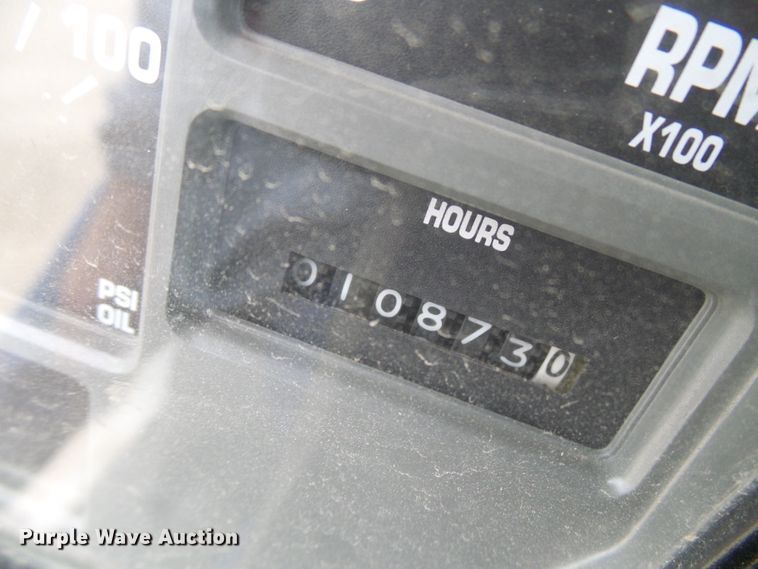 100
RPM
X100
HOURS
0108730
PSI
OIL
Purple Wave Auction